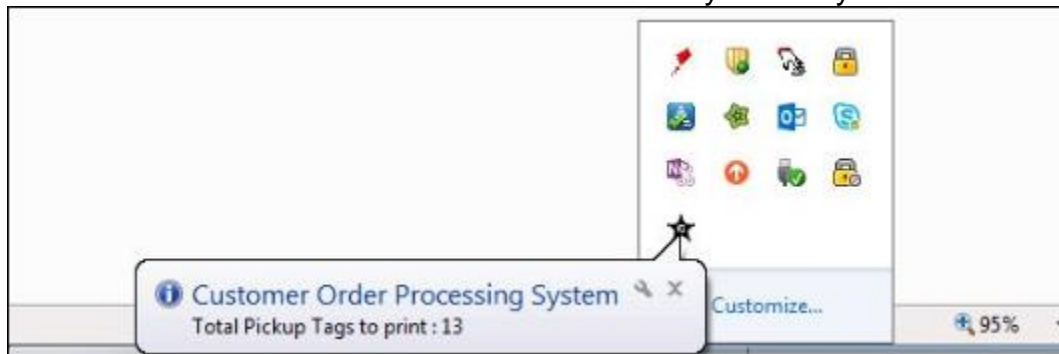 Customer Order Processing System
Total Pickup Tags to print : 13
Customize...
95%